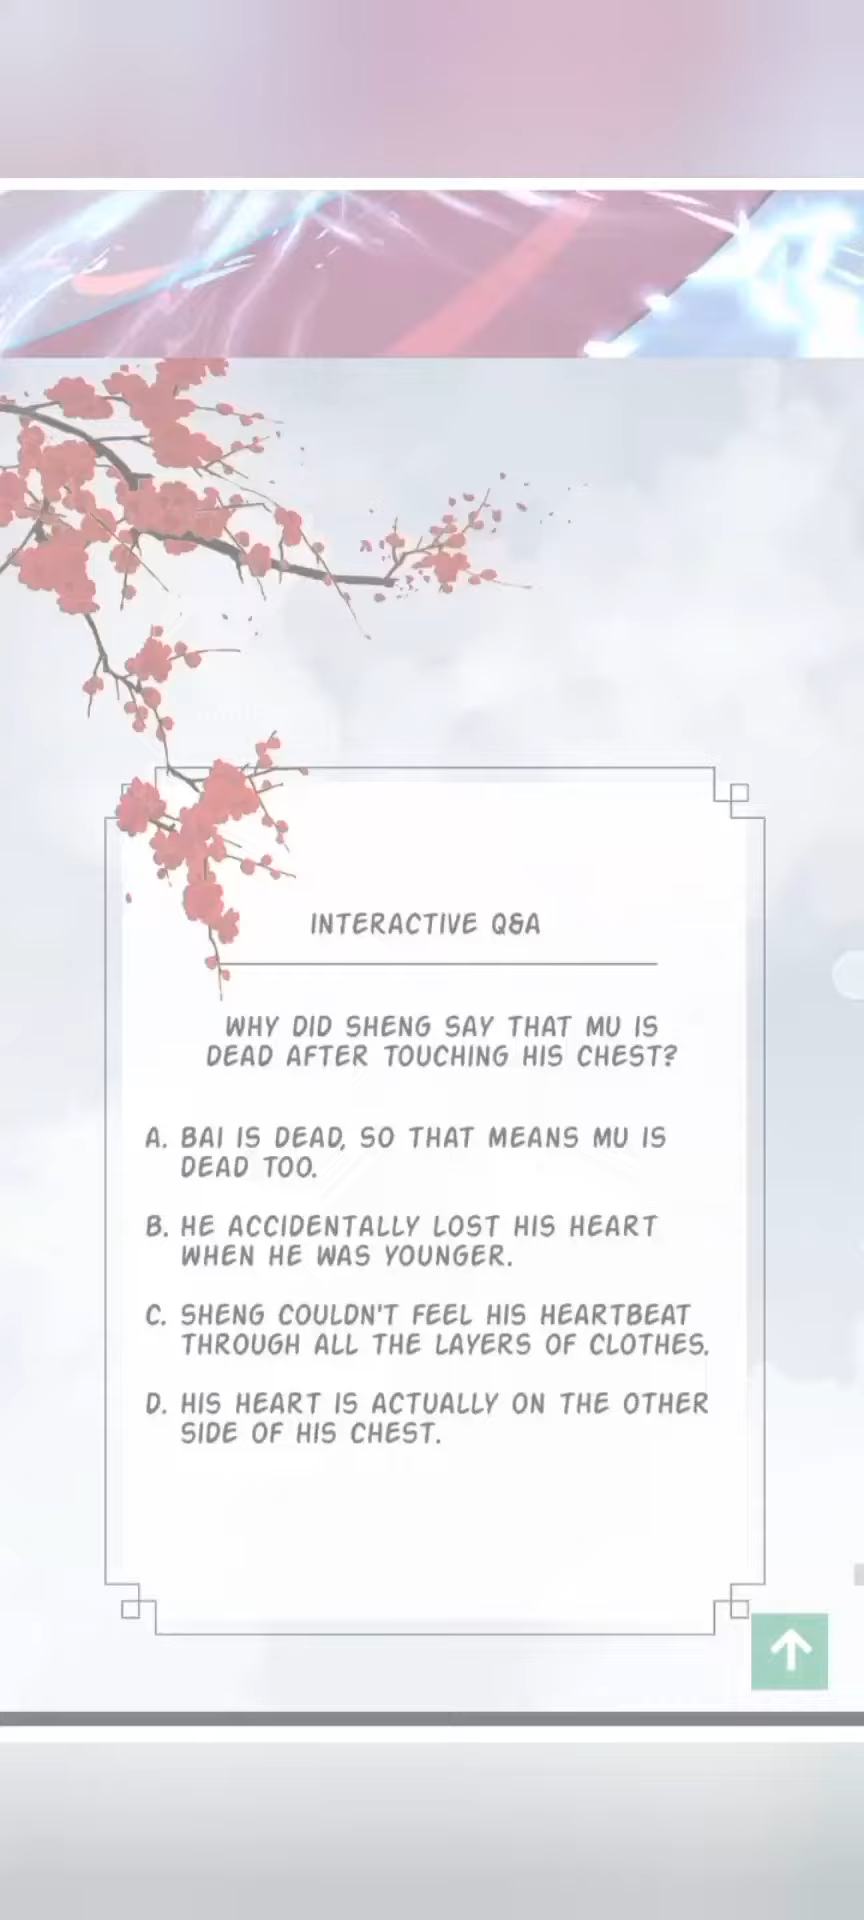 INTERACTIVE Q&A
WHY DID SHENG SAY THAT MU IS
DEAD AFTER TOUCHING HIS CHEST?
A. BAI IS DEAD, SO THAT MEANS MU IS
DEAD TOO.
B. HE ACCIDENTALLY LOST HIS HEART
WHEN HE WAS YOUNGER.
C. SHENG COULDN'T FEEL HIS HEARTBEAT
THROUGH ALL THE LAYERS OF CLOTHES.
D. HIS HEART IS ACTUALLY ON THE OTHER
SIDE OF HIS CHEST.